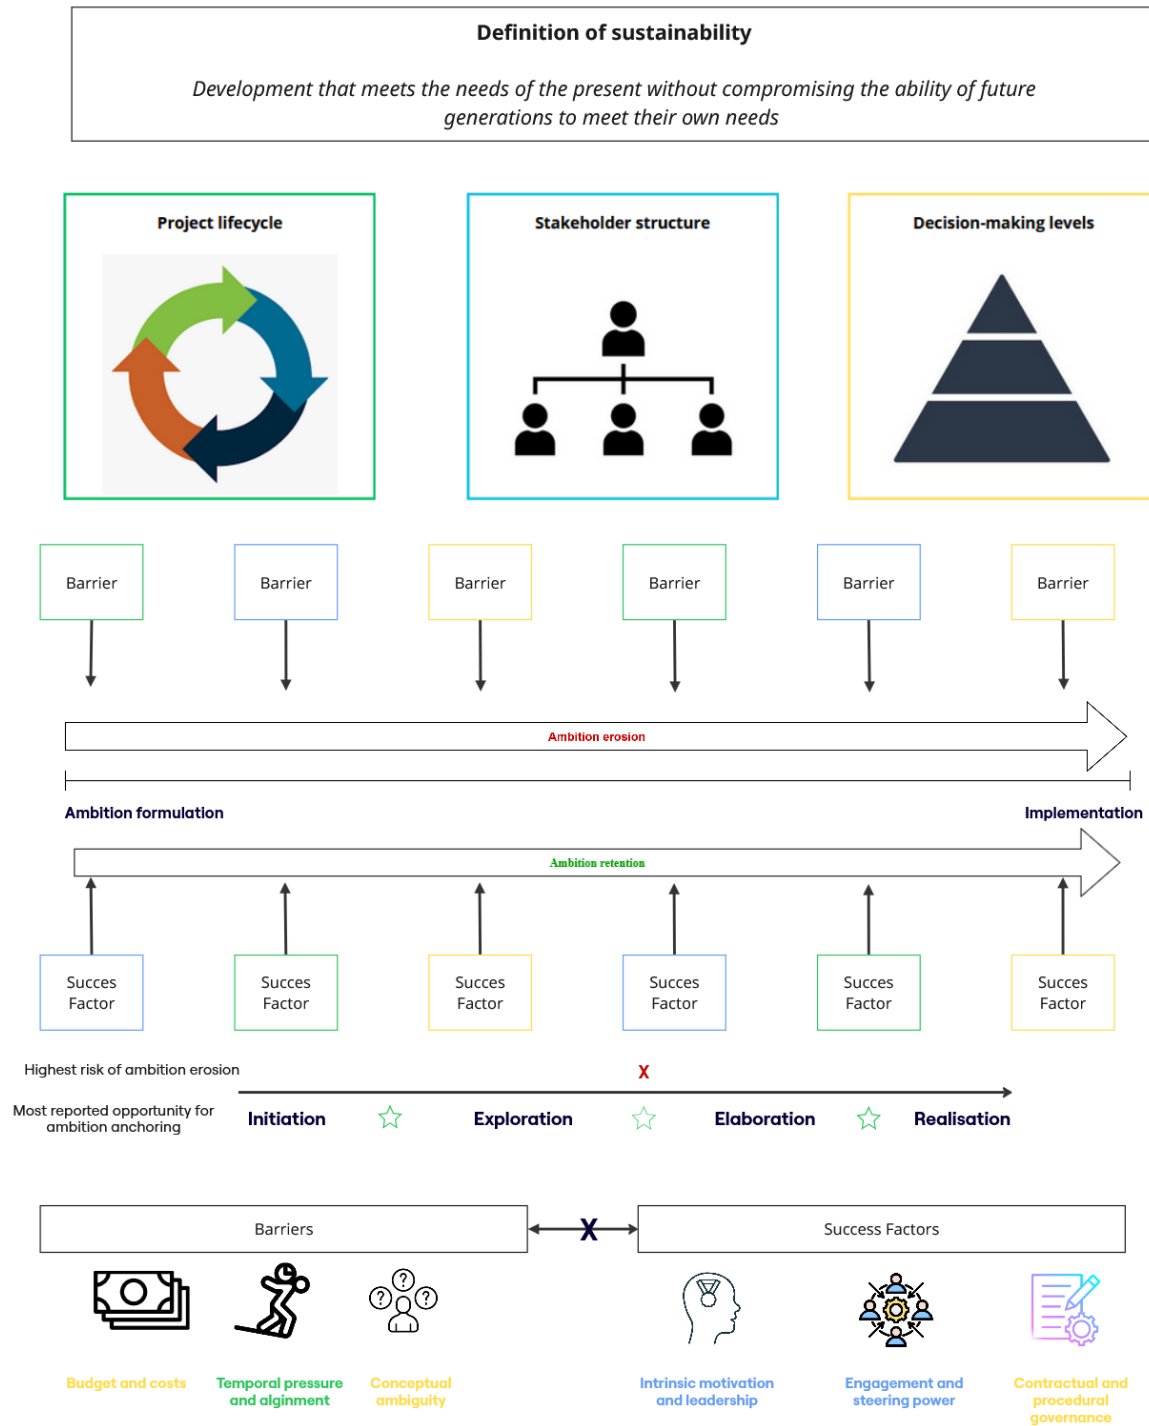 Definition of sustainability
Development that meets the needs of the present without compromising the ability of future
generations to meet their own needs
Project lifecycle
Stakeholder structure
Decision-making levels
Barrier
Barrier
Barrier
Barrier
Barrier
Barrier
Ambition erosion
Ambition formulation
Implementation
Ambition retention
Succes
Factor
Succes
Factor
Succes
Factor
Succes
Factor
Succes
Factor
Succes
Factor
Highest risk of ambition erosion
X
Most reported opportunity for
ambition anchoring
Initiation
Exploration
Elaboration
Realisation
Barriers
X
Success Factors
? ? ?
Budget and costs
Temporal pressure
and alginment
Conceptual
ambiguity
Intrinsic motivation
and leadership
Engagement and
steering power
Contractual and
procedural
governance